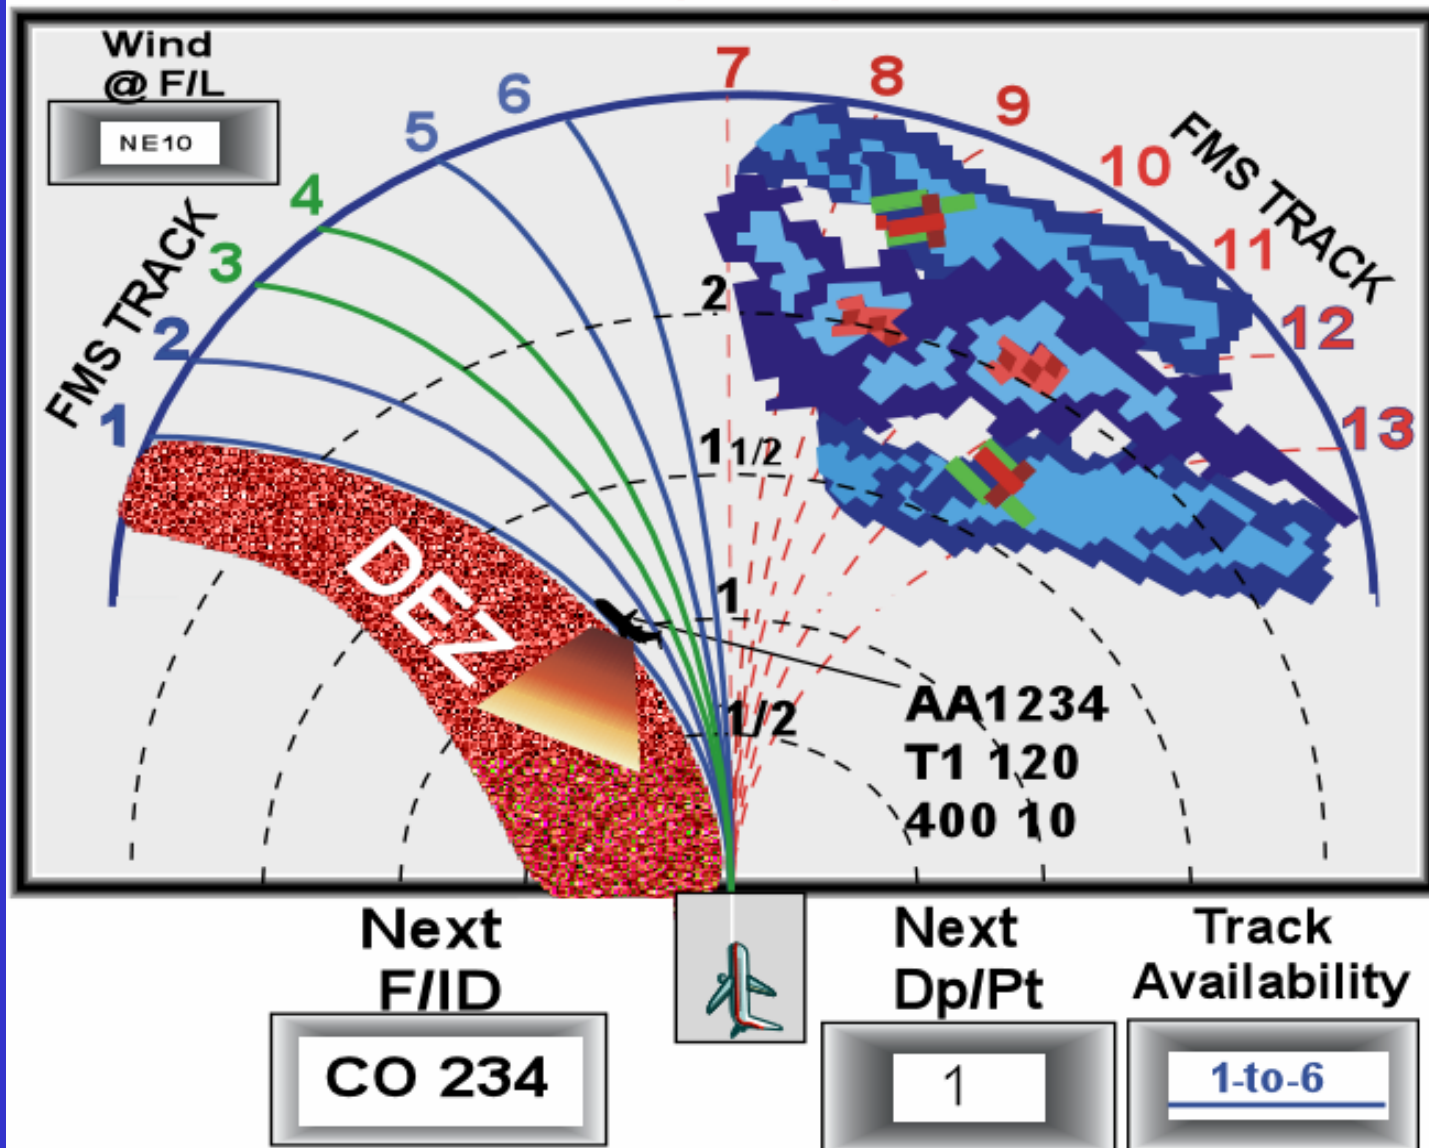 Wind
@ F/L
NE10
FMS TRACK
1
2
3
4
5
6
7
8
9
10
11
12
13
FMS TRACK
2
1 1/2
1
1/2
DEZ
AA1234
T1 120
400 10
Next
F/ID
CO 234
Next
Dp/Pt
1
Track
Availability
1-to-6